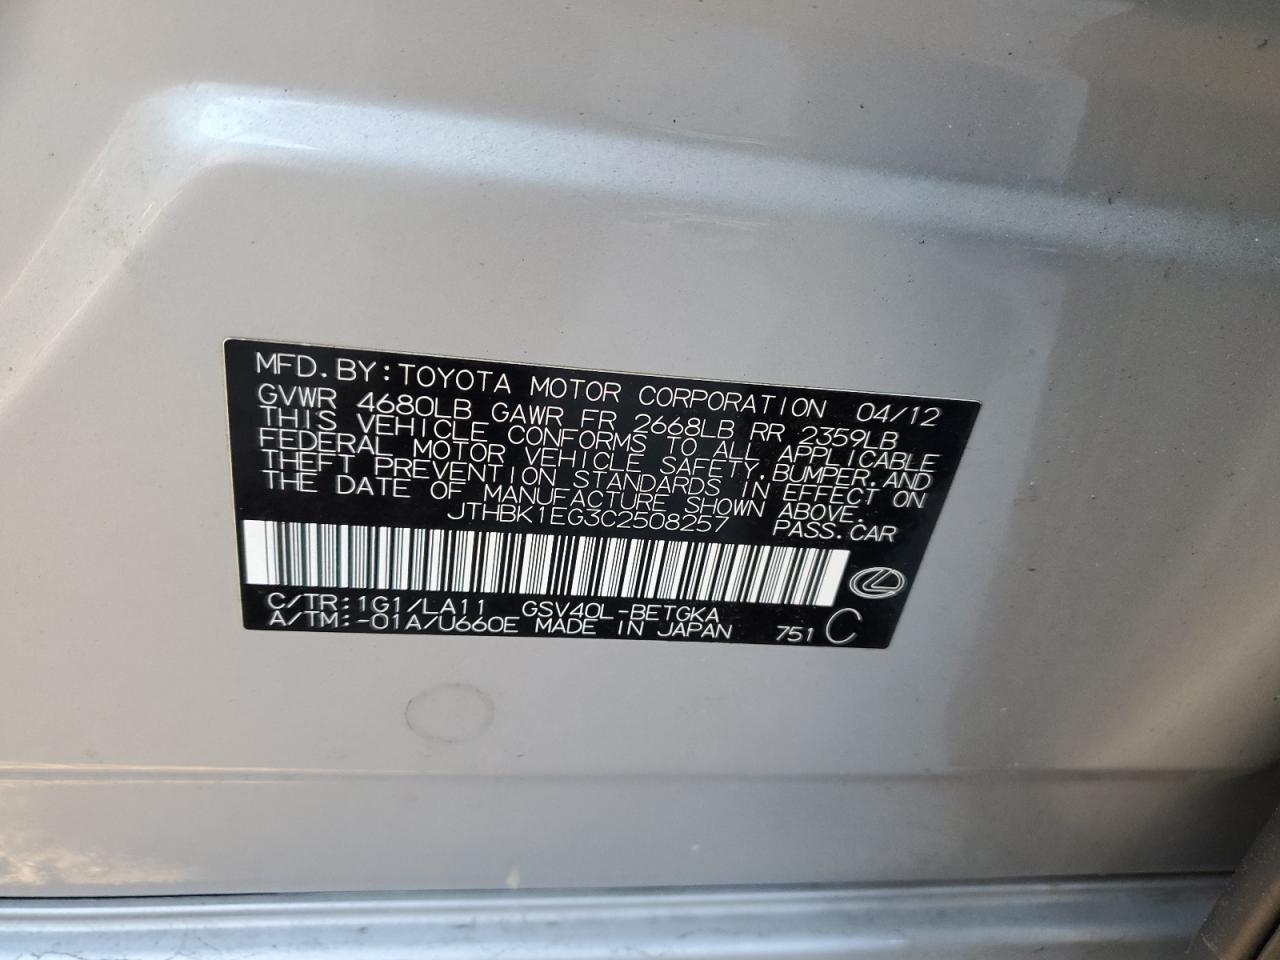 MFD. BY: TOYOTA MOTOR CORPORATION 04/12
GVWR 4680LB GAWR FR 2668LB RR 2359LB
THIS VEHICLE CONFORMS TO ALL APPLICABLE
FEDERAL MOTOR VEHICLE SAFETY, BUMPER, AND
THEFT PREVENTION STANDARDS IN EFFECT ON
THE DATE OF MANUFACTURE SHOWN ABOVE.
JTHBK1EG3C2508257 PASS. CAR
C/TR: 1G1/LA11 GSV40L-BETGKA
A/TM: -01A/U660E MADE IN JAPAN 751 C